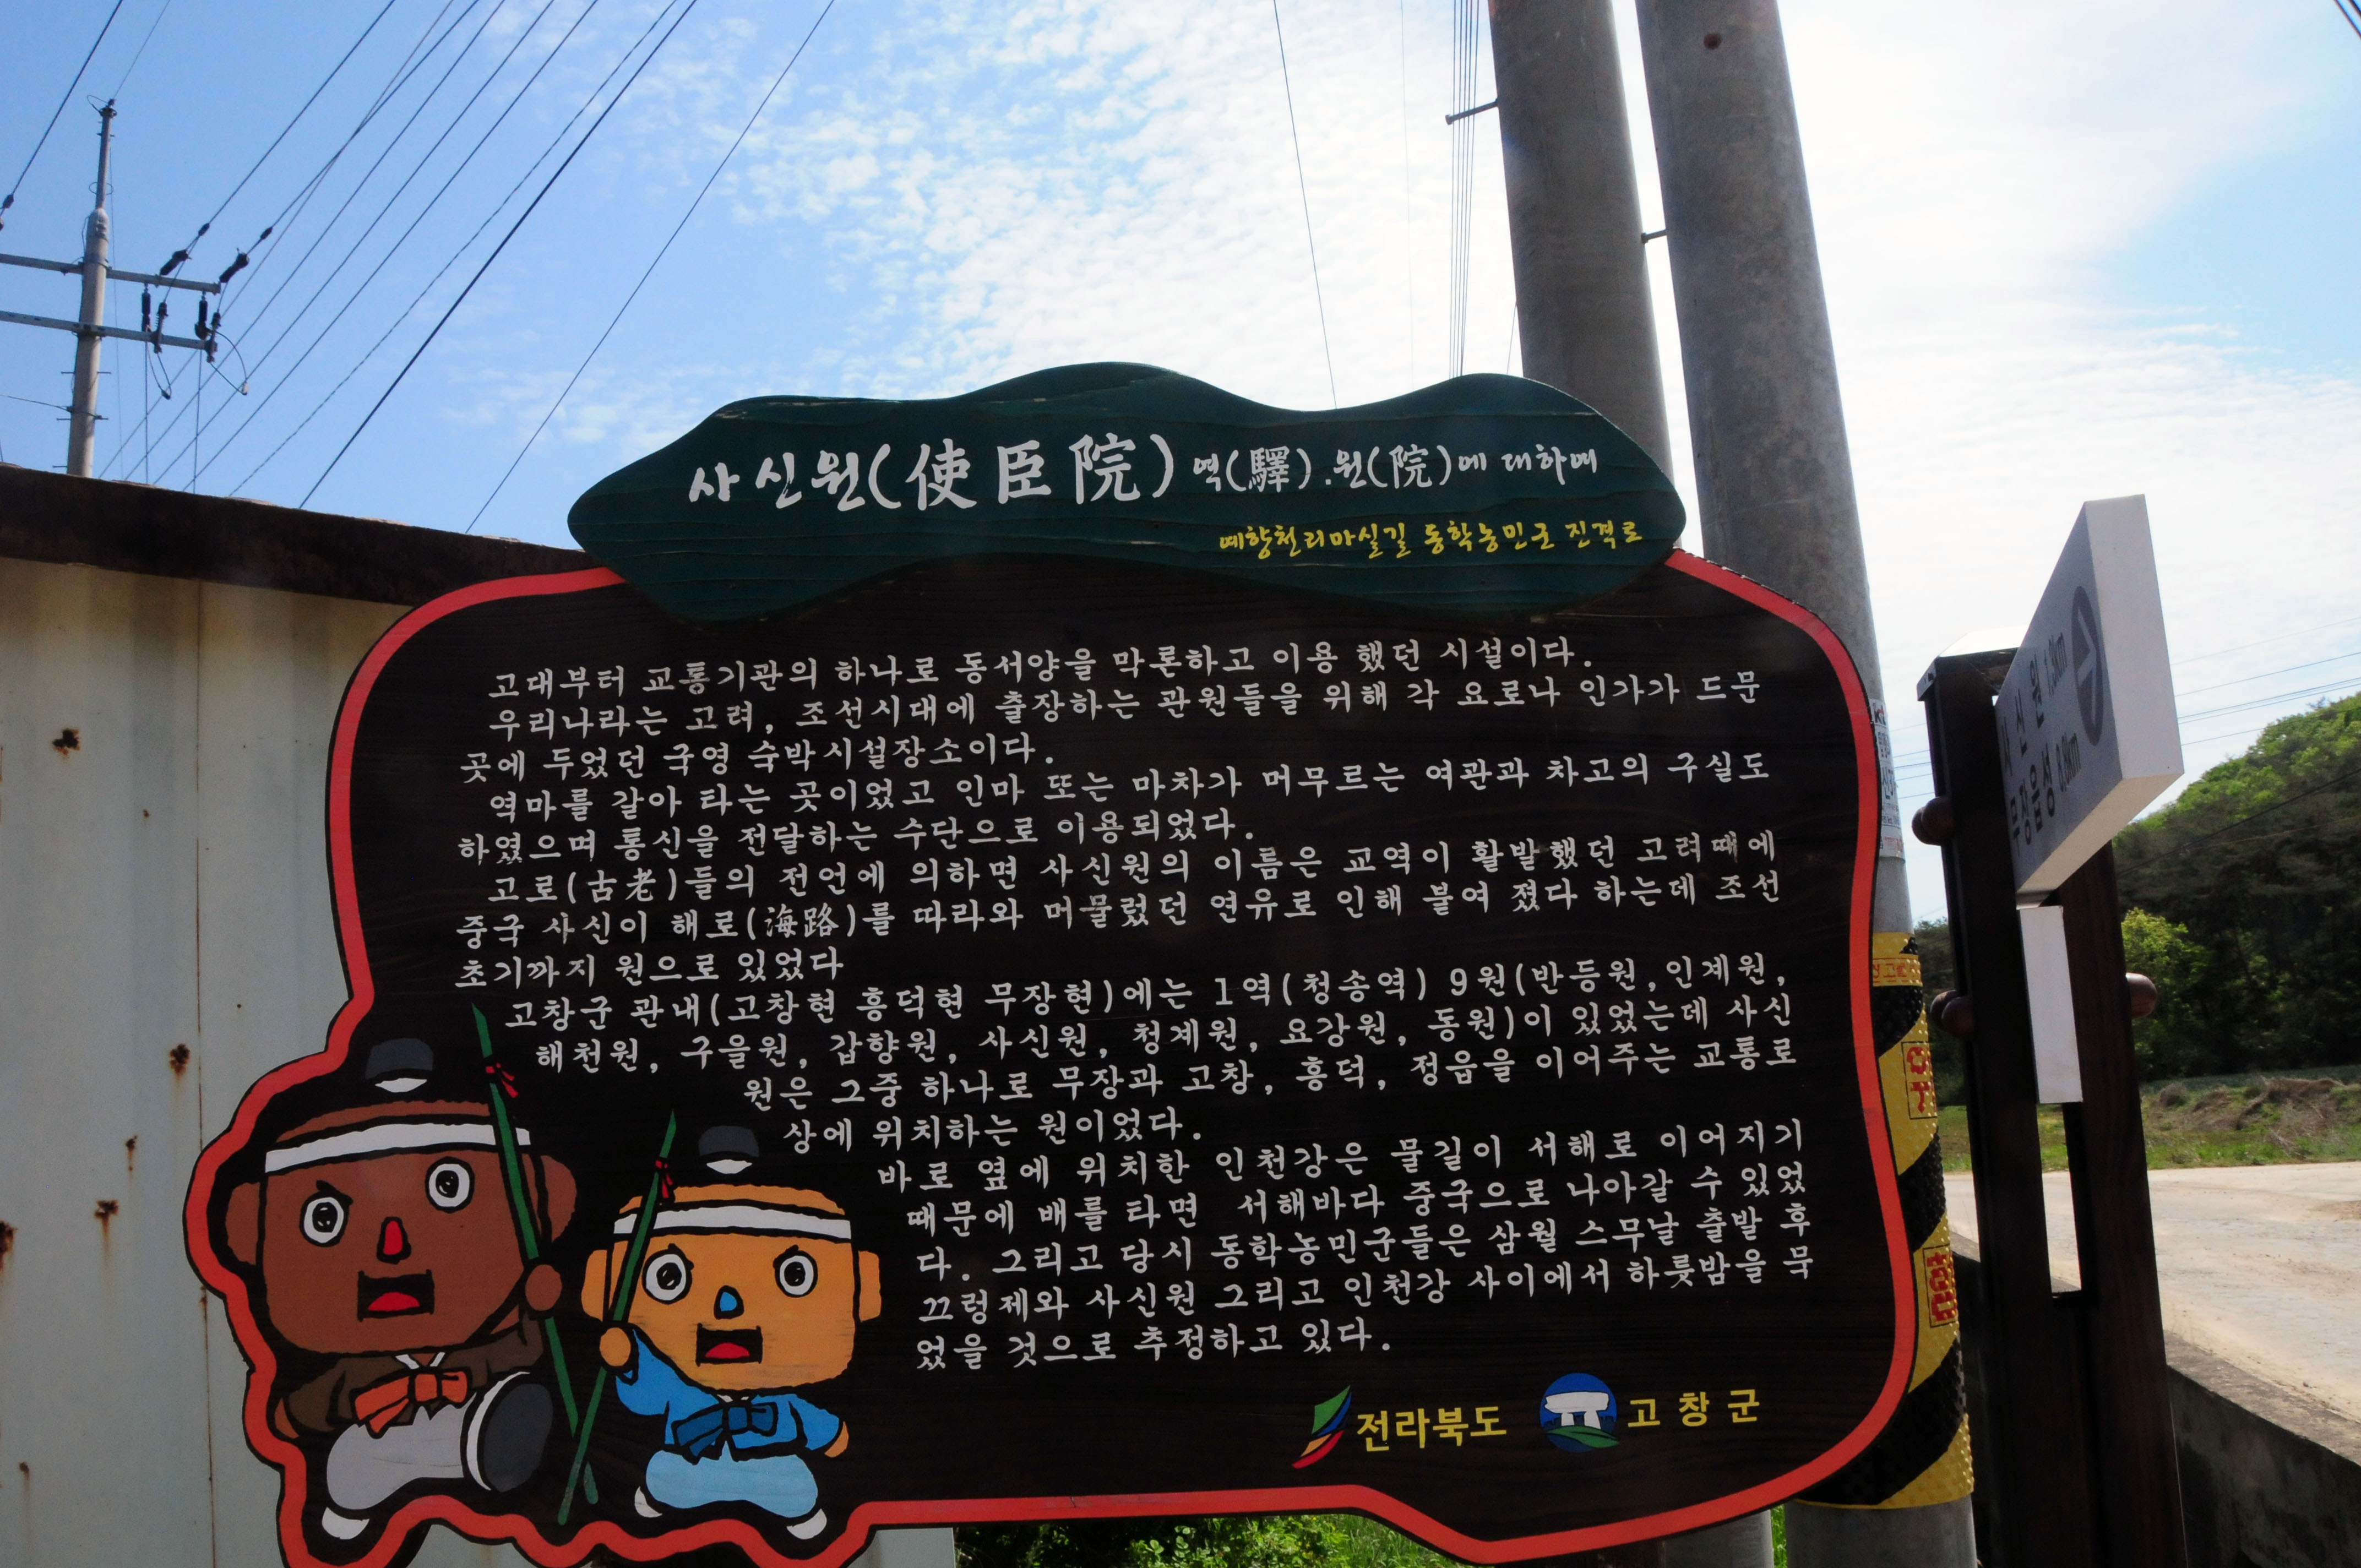 사신원(使臣院) 역(驛).원(院)에 대하여
예향천리마실길 동학농민군 진격로
고대부터 교통기관의 하나로 동서양을 막론하고 이용 했던 시설이다.
우리나라는 고려, 조선시대에 출장하는 관원들을 위해 각 요로나 인가가 드문
곳에 두었던 국영 숙박시설장소이다.
역마를 갈아 타는 곳이었고 인마 또는 마차가 머무르는 여관과 차고의 구실도
하였으며 통신을 전달하는 수단으로 이용되었다.
고로(古老)들의 전언에 의하면 사신원의 이름은 교역이 활발했던 고려때에
중국 사신이 해로(海路)를 따라와 머물렀던 연유로 인해 불여 졌다 하는데 조선
초기까지 원으로 있었다
고창군 관내(고창현 흥덕현 무장현)에는 1역(청송역) 9원(반등원,인계원,
해천원, 구을원, 갑향원, 사신원, 청계원, 요강원, 동원)이 있었는데 사신
원은 그중 하나로 무장과 고창, 흥덕, 정읍을 이어주는 교통로
상에 위치하는 원이었다.
바로 옆에 위치한 인천강은 물길이 서해로 이어지기
때문에 배를 타면 서해바다 중국으로 나아갈 수 있었
다. 그리고 당시 동학농민군들은 삼월 스무날 출발 후
끄렁제와 사신원 그리고 인천강 사이에서 하룻밤을 묵
었을 것으로 추정하고 있다.
전라북도 고창군
사신원 1.3km
무장읍성 8.8km